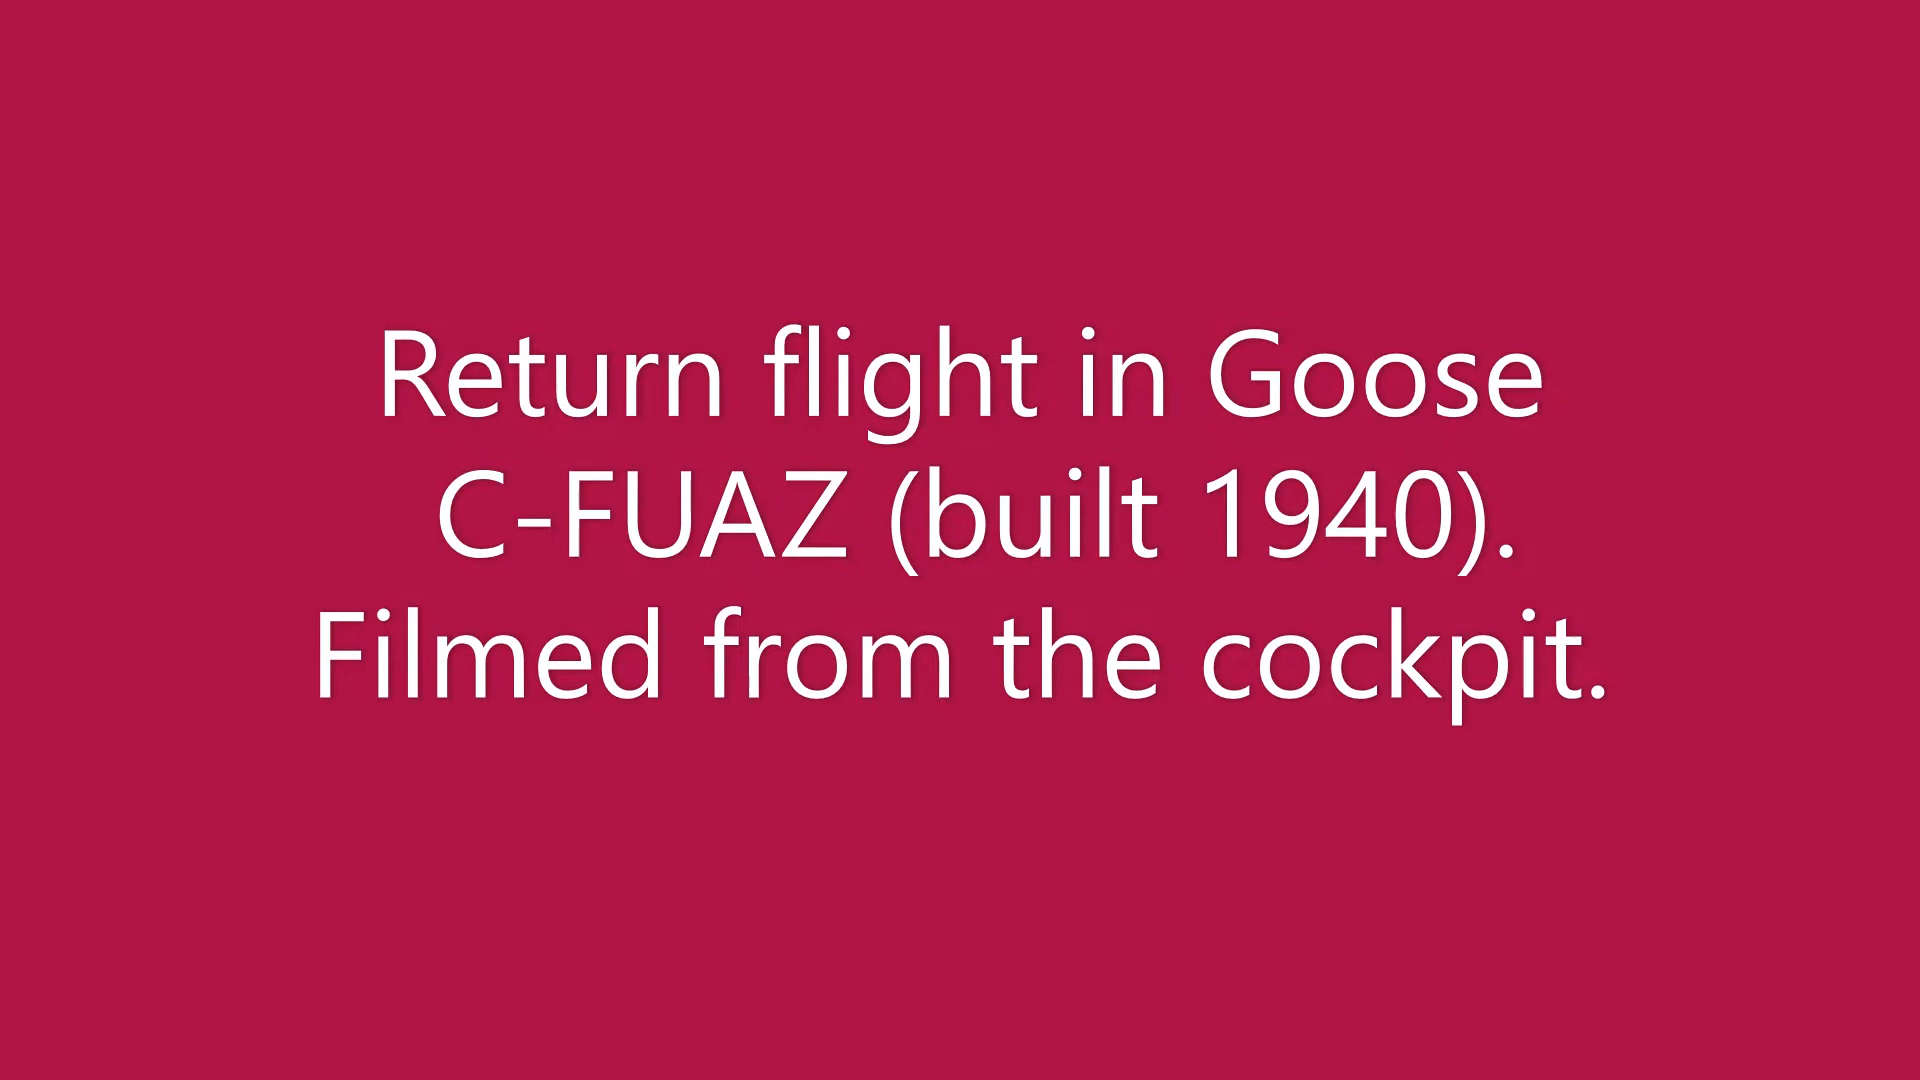 Return flight in Goose
C-FUAZ (built 1940).
Filmed from the cockpit.